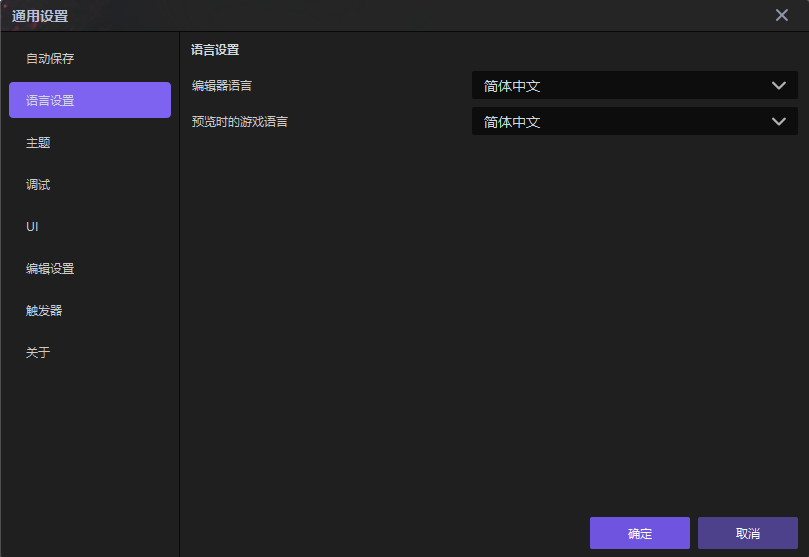 通用设置
自动保存
语言设置
主题
调试
UI
编辑设置
触发器
关于
语言设置
编辑器语言
简体中文
预览时的游戏语言
简体中文
确定
取消